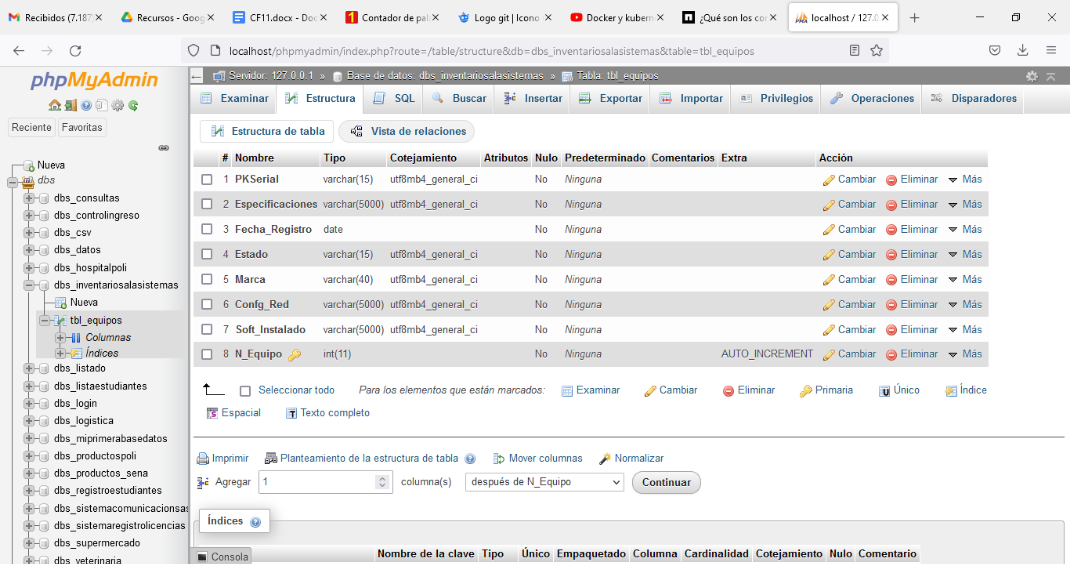 Recibidos (7.187)
Recursos - Goog
CF11.docx - Doc
Contador de pal
Logo git | Icono
Docker y kubern
¿Qué son los co
localhost / 127.0
localhost/phpmyadmin/index.php?route=/table/structure&db=dbs_inventariosalasistemas&table=tbl_equipos
phpMyAdmin
Reciente Favoritas
Nueva
dbs
dbs_consultas
dbs_controlingreso
dbs_csv
dbs_datos
dbs_hospitalpoli
dbs_inventariosalasistemas
Nueva
tbl_equipos
Columnas
Índices
dbs_listado
dbs_listaestudiantes
dbs_login
dbs_logistica
dbs_miprimerabasedatos
dbs_productospoli
dbs_productos_sena
dbs_registroestudiantes
dbs_sistemacomunicacionsas
dbs_sistemaregistrolicencias
dbs_supermercado
dbs_veterinaria
Servidor: 127.0.0.1 » Base de datos: dbs_inventariosalasistemas » Tabla: tbl_equipos
Examinar Estructura SQL Buscar Insertar Exportar Importar Privilegios Operaciones Disparadores
Estructura de tabla Vista de relaciones
# Nombre Tipo Cotejamiento Atributos Nulo Predeterminado Comentarios Extra Acción
1 PKSerial varchar(15) utf8mb4_general_ci No Ninguna Cambiar Eliminar Más
2 Especificaciones varchar(5000) utf8mb4_general_ci No Ninguna Cambiar Eliminar Más
3 Fecha_Registro date No Ninguna Cambiar Eliminar Más
4 Estado varchar(15) utf8mb4_general_ci No Ninguna Cambiar Eliminar Más
5 Marca varchar(40) utf8mb4_general_ci No Ninguna Cambiar Eliminar Más
6 Confg_Red varchar(5000) utf8mb4_general_ci No Ninguna Cambiar Eliminar Más
7 Soft_Instalado varchar(5000) utf8mb4_general_ci No Ninguna Cambiar Eliminar Más
8 N_Equipo int(11) No Ninguna AUTO_INCREMENT Cambiar Eliminar Más
Seleccionar todo Para los elementos que están marcados: Examinar Cambiar Eliminar Primaria Único Índice
Espacial Texto completo
Imprimir Planteamiento de la estructura de tabla Mover columnas Normalizar
Agregar 1 columna(s) después de N_Equipo Continuar
Índices
Consola
Nombre de la clave Tipo Único Empaquetado Columna Cardinalidad Cotejamiento Nulo Comentario